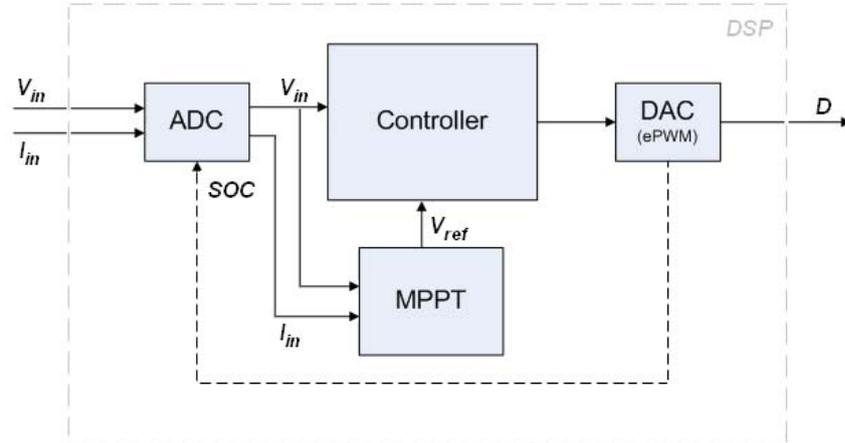 DSP
V_in
I_in
ADC
V_in
Controller
DAC
(ePWM)
D
SOC
V_ref
MPPT
I_in